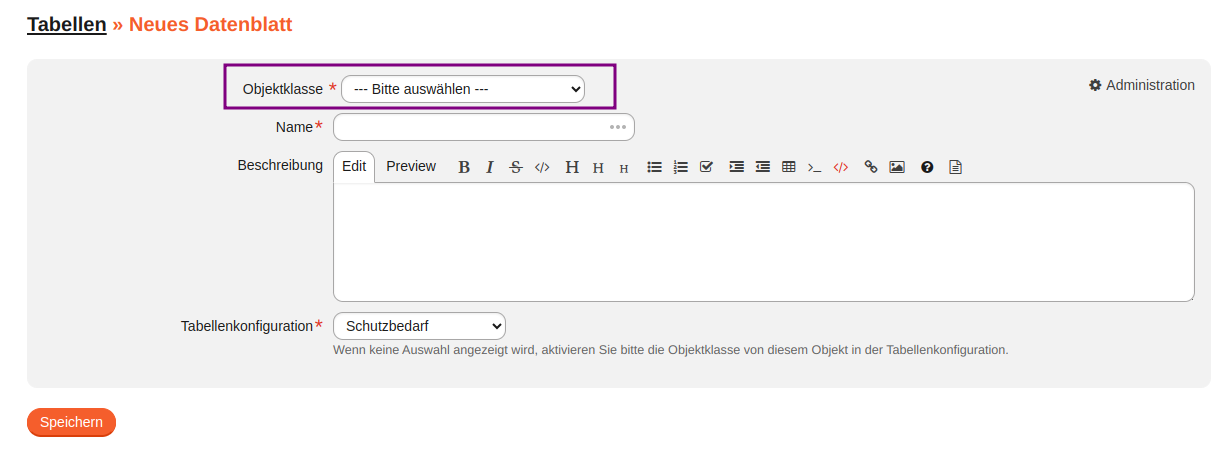 Tabellen » Neues Datenblatt
Objektklasse * --- Bitte auswählen ---
Administration
Name*
Beschreibung Edit Preview B I S </> H H H
Tabellenkonfiguration* Schutzbedarf
Wenn keine Auswahl angezeigt wird, aktivieren Sie bitte die Objektklasse von diesem Objekt in der Tabellenkonfiguration.
Speichern